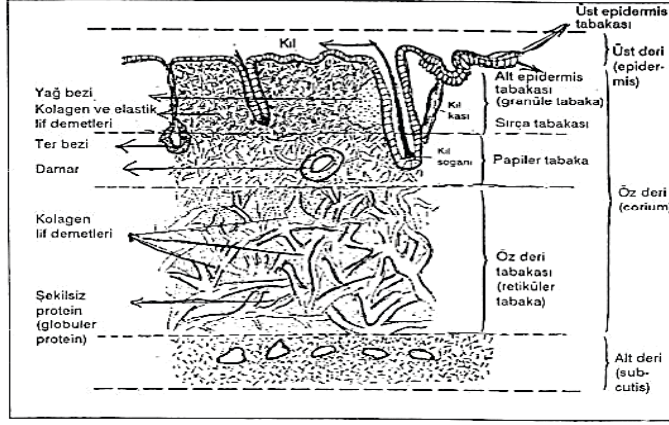 Üst epidermis
tabakası
Kıl
Üst deri
(epider-
mis)
Yağ bezi
Kolagen ve elastik
lif demetleri
Ter bezi
Damar
Kolagen
lif demetleri
Şekilsiz
protein
(globuler
protein)
Kıl
kası
Kıl
soganı
Alt epidermis
tabakası
(granüle tabaka)
Sırça tabakası
Papiler tabaka
Öz deri
tabakası
(retiküler
tabaka)
Öz deri
(corium)
Alt deri
(sub-
cutis)